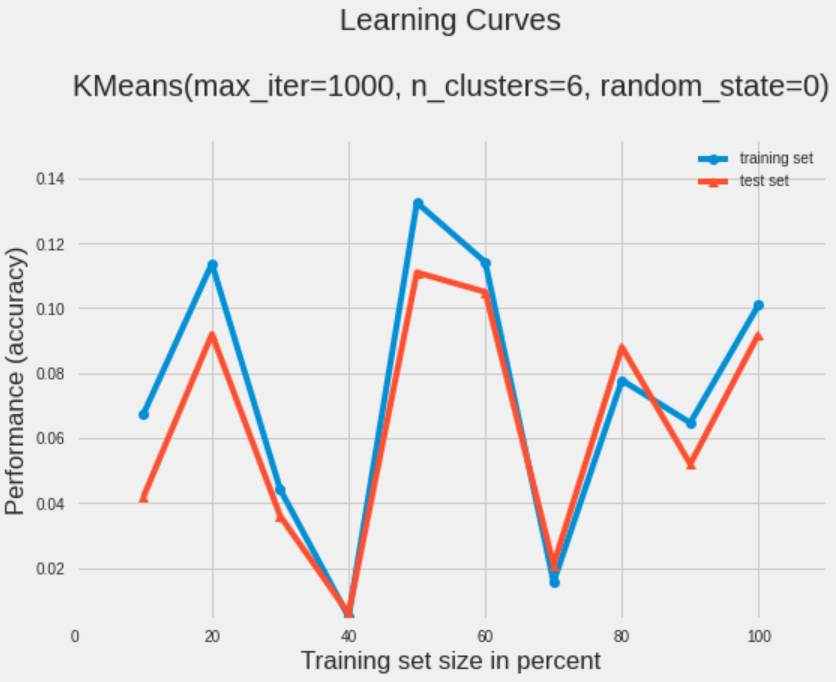 Learning Curves
KMeans(max_iter=1000, n_clusters=6, random_state=0)
training set
test set
0.14
0.12
0.10
0.08
0.06
0.04
0.02
Performance (accuracy)
0 20 40 60 80 100
Training set size in percent